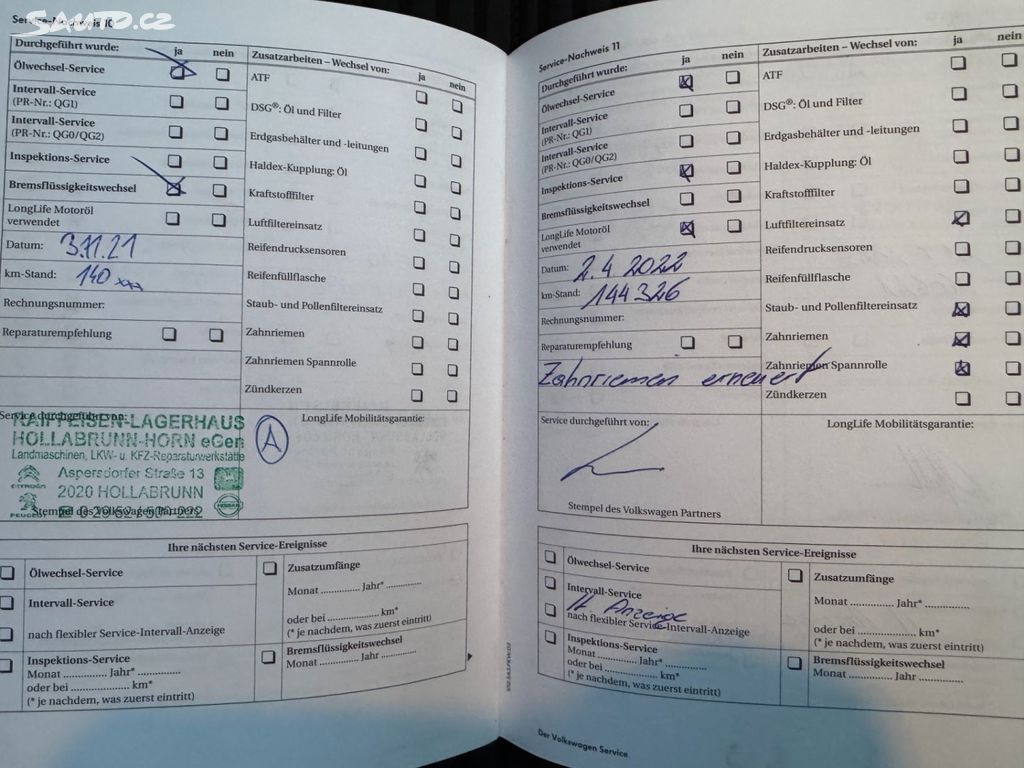 Sauto.cz
Service-Nachweis 10
Durchgeführt wurde: ja nein
Ölwechsel-Service
Intervall-Service
(PR-Nr.: QG1)
Intervall-Service
(PR-Nr.: QG0/QG2)
Inspektions-Service
Bremsflüssigkeitswechsel
LongLife Motoröl
verwendet
Datum: 3.11.21
km-Stand: 140 xxx
Rechnungsnummer:
Reparaturempfehlung
Zusatzarbeiten – Wechsel von: ja nein
ATF
DSG®: Öl und Filter
Erdgasbehälter und -leitungen
Haldex-Kupplung: Öl
Kraftstofffilter
Luftfiltereinsatz
Reifendrucksensoren
Reifenfüllflasche
Staub- und Pollenfiltereinsatz
Zahnriemen
Zahnriemen Spannrolle
Zündkerzen
Service durchgeführt von:
RAIFFEISEN-LAGERHAUS
HOLLABRUNN-HORN eGen
Landmaschinen, LKW- u. KFZ-Reparaturwerkstätte
Aspersdorfer Straße 13
2020 HOLLABRUNN
CITROËN
PEUGEOT
NISSAN
Stempel des Volkswagen Partners
A
LongLife Mobilitätsgarantie:
Ihre nächsten Service-Ereignisse
Ölwechsel-Service
Intervall-Service
nach flexibler Service-Intervall-Anzeige
Inspektions-Service
Monat ............... Jahr* ...............
oder bei ..................... km*
(* je nachdem, was zuerst eintritt)
Zusatzumfänge
Monat ............... Jahr* ...............
oder bei ..................... km*
(* je nachdem, was zuerst eintritt)
Bremsflüssigkeitswechsel
Monat ............... Jahr ...............
Service-Nachweis 11
Durchgeführt wurde: ja nein
Ölwechsel-Service
Intervall-Service
(PR-Nr.: QG1)
Intervall-Service
(PR-Nr.: QG0/QG2)
Inspektions-Service
Bremsflüssigkeitswechsel
LongLife Motoröl
verwendet
Datum: 2.4 2022
km-Stand: 144326
Rechnungsnummer:
Reparaturempfehlung
Zahnriemen erneuert
Zusatzarbeiten – Wechsel von: ja nein
ATF
DSG®: Öl und Filter
Erdgasbehälter und -leitungen
Haldex-Kupplung: Öl
Kraftstofffilter
Luftfiltereinsatz
Reifendrucksensoren
Reifenfüllflasche
Staub- und Pollenfiltereinsatz
Zahnriemen
Zahnriemen Spannrolle
Zündkerzen
Service durchgeführt von:
Stempel des Volkswagen Partners
LongLife Mobilitätsgarantie:
Ihre nächsten Service-Ereignisse
Ölwechsel-Service
Intervall-Service
lt. Anzeige
nach flexibler Service-Intervall-Anzeige
Inspektions-Service
Monat ............... Jahr* ...............
oder bei ..................... km*
(* je nachdem, was zuerst eintritt)
Zusatzumfänge
Monat ............... Jahr* ...............
oder bei ..................... km*
(* je nachdem, was zuerst eintritt)
Bremsflüssigkeitswechsel
Monat ............... Jahr ...............
Der Volkswagen Service